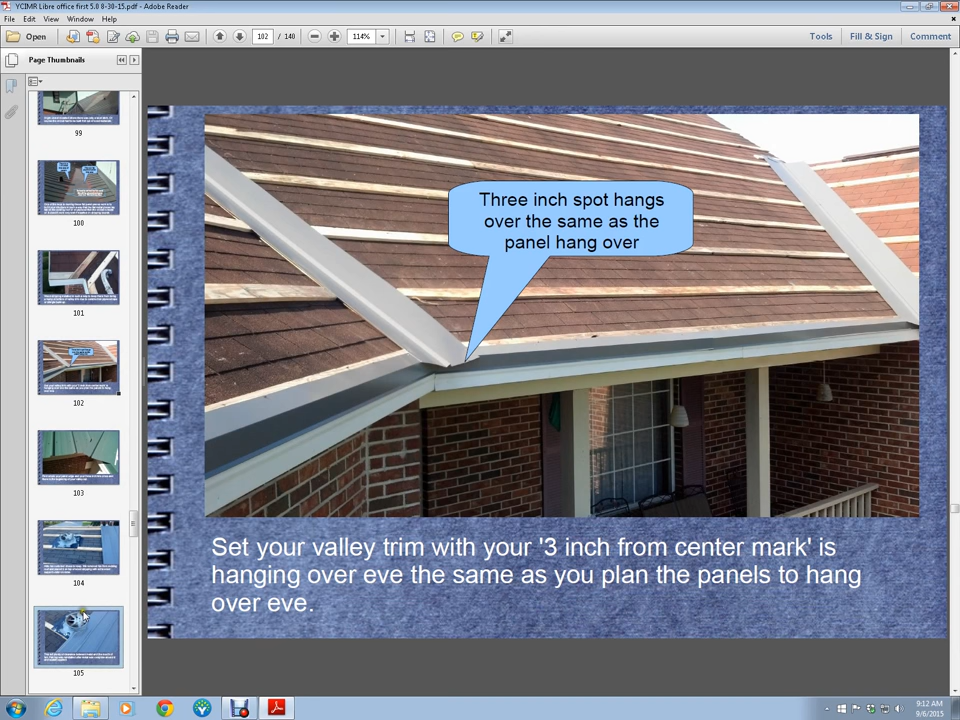 YCIMR Libre office first 5.0 8-30-15.pdf - Adobe Reader
File Edit View Window Help
Open 102 / 140 114% Tools Fill & Sign Comment
Page Thumbnails
99
100
101
102
103
104
105
Three inch spot hangs
over the same as the
panel hang over
Set your valley trim with your '3 inch from center mark' is
hanging over eve the same as you plan the panels to hang
over eve.
9:12 AM
9/6/2015